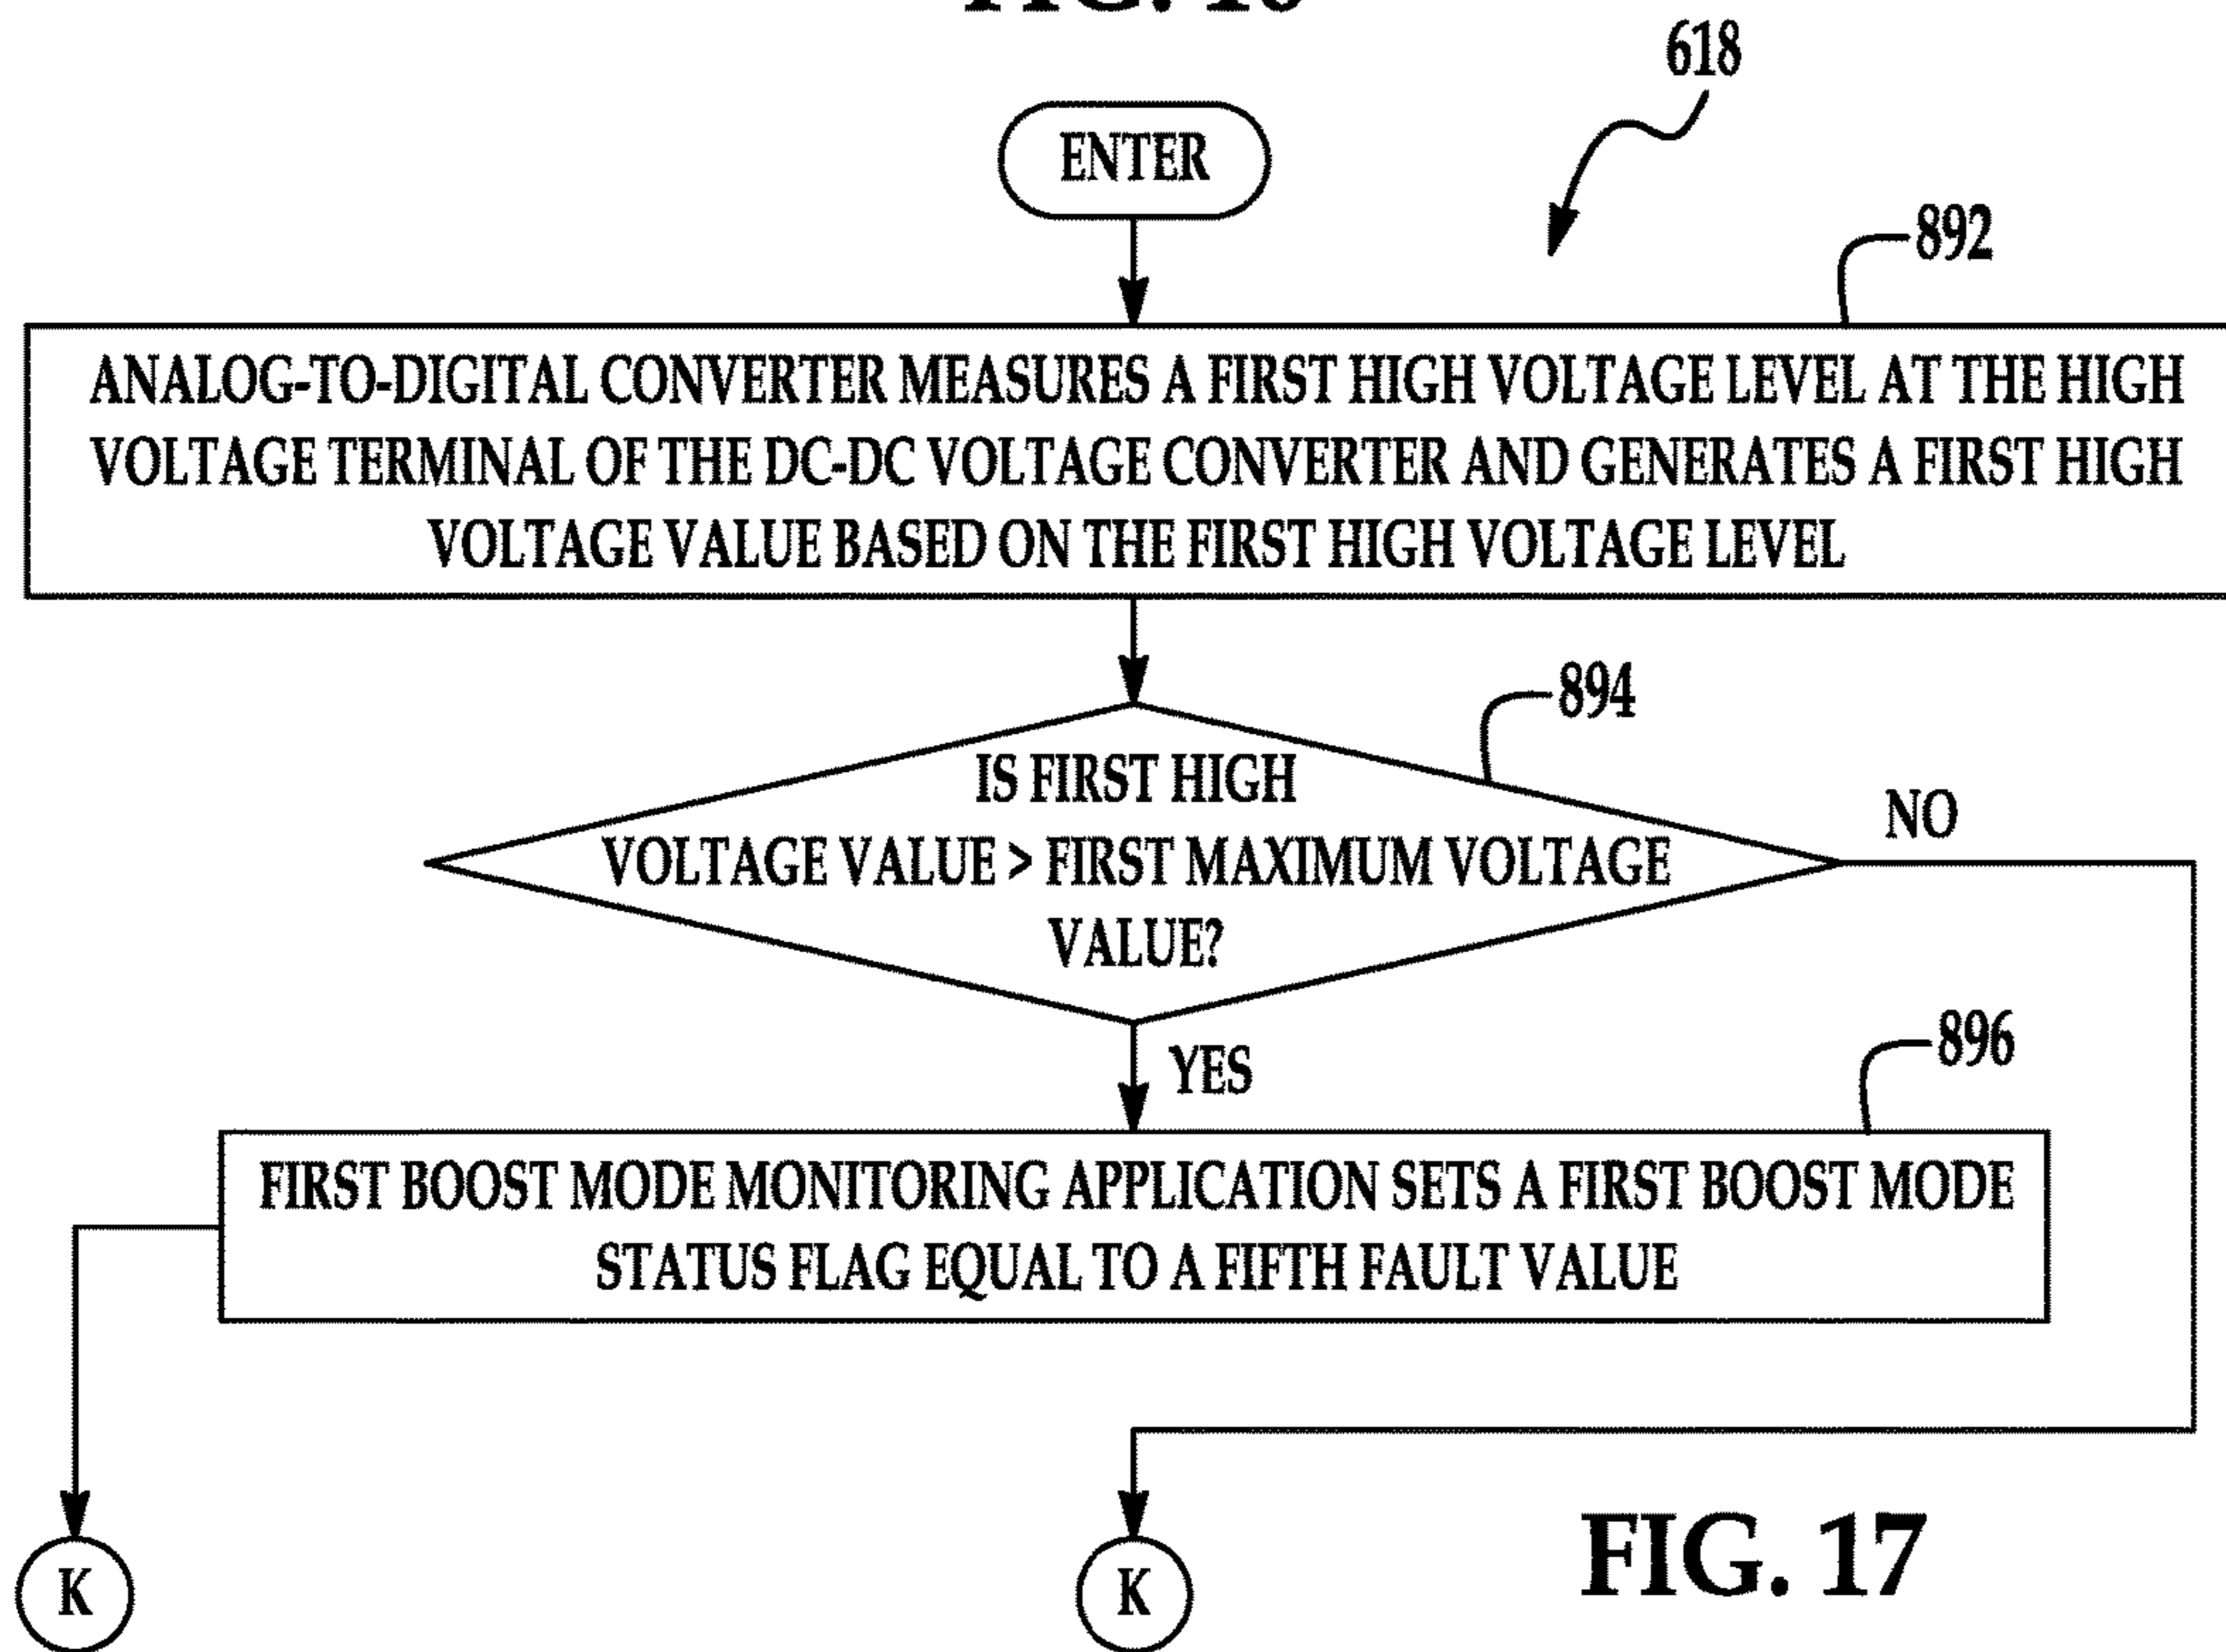 618
ENTER
892
ANALOG-TO-DIGITAL CONVERTER MEASURES A FIRST HIGH VOLTAGE LEVEL AT THE HIGH
VOLTAGE TERMINAL OF THE DC-DC VOLTAGE CONVERTER AND GENERATES A FIRST HIGH
VOLTAGE VALUE BASED ON THE FIRST HIGH VOLTAGE LEVEL
894
IS FIRST HIGH
VOLTAGE VALUE > FIRST MAXIMUM VOLTAGE
VALUE?
NO
YES
896
FIRST BOOST MODE MONITORING APPLICATION SETS A FIRST BOOST MODE
STATUS FLAG EQUAL TO A FIFTH FAULT VALUE
K
K
FIG. 17